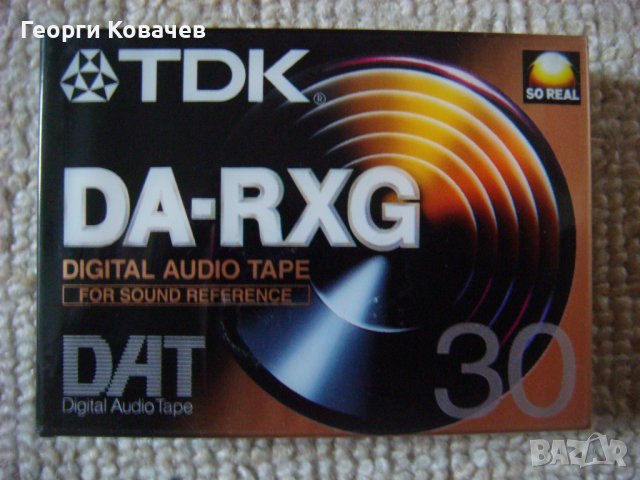 Георги Ковачев
TDK®
SO REAL
DA-RXG
DIGITAL AUDIO TAPE
FOR SOUND REFERENCE
DAT
Digital Audio Tape
30
BAZAR